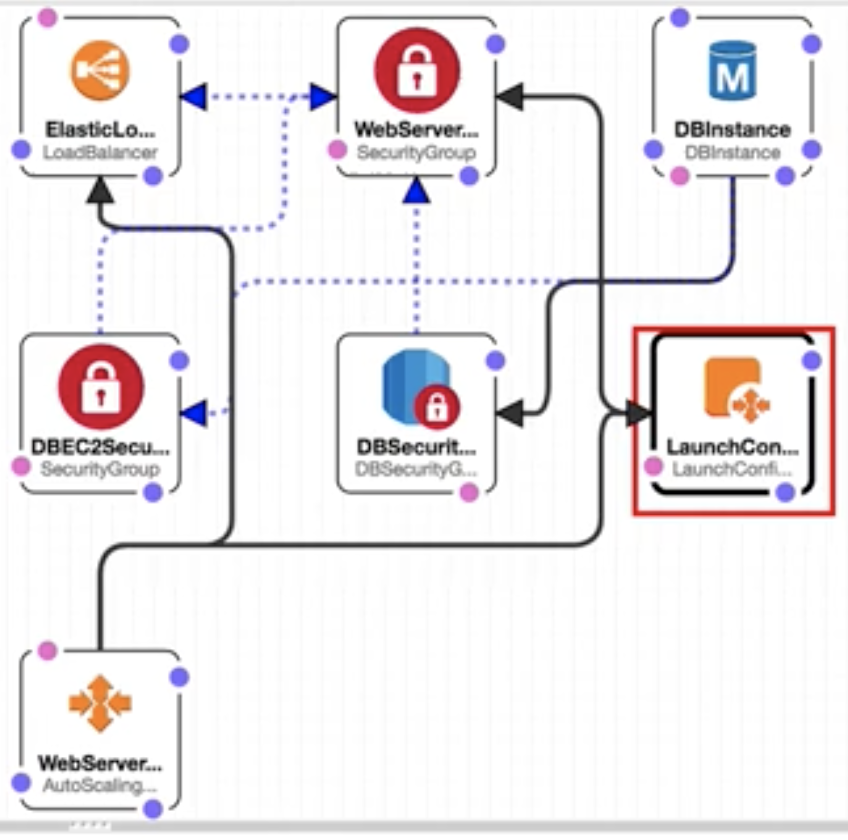 ElasticLo...
LoadBalancer
WebServer...
SecurityGroup
M
DBInstance
DBInstance
DBEC2Secu...
SecurityGroup
DBSecurit...
DBSecurityG...
LaunchCon...
LaunchConfi...
WebServer...
AutoScaling...